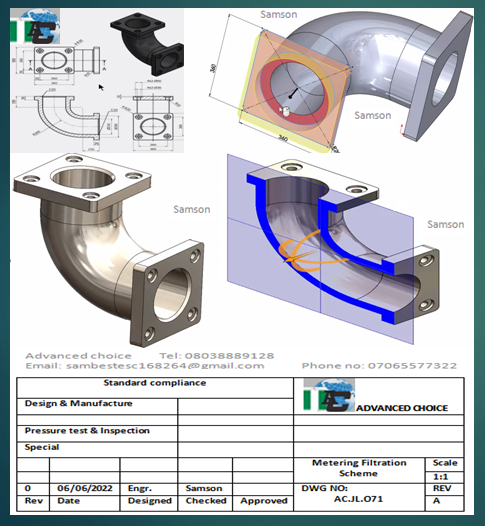 Samson
360
Samson
360
Samson
Samson
Advanced choice Tel: 08038889128
Email: sambestesc168264@gmail.com Phone no: 07065577322
Standard compliance
Design & Manufacture
ADVANCED CHOICE
Pressure test & Inspection
Special
Metering Filtration Scheme Scale
1:1
0 06/06/2022 Engr. Samson DWG NO: REV
Rev Date Designed Checked Approved AC.JL.O71 A